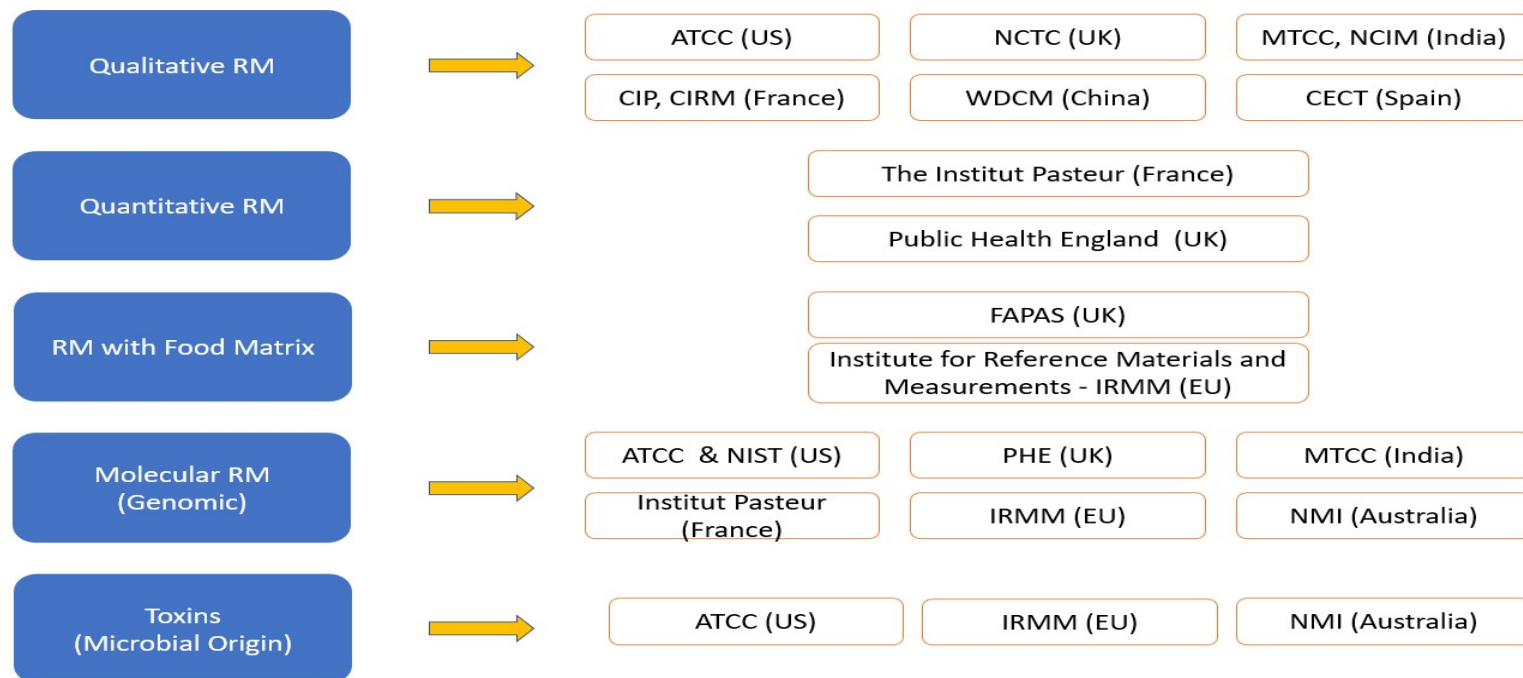 Qualitative RM
ATCC (US)
NCTC (UK)
MTCC, NCIM (India)
CIP, CIRM (France)
WDCM (China)
CECT (Spain)
Quantitative RM
The Institut Pasteur (France)
Public Health England  (UK)
RM with Food Matrix
FAPAS (UK)
Institute for Reference Materials and
Measurements - IRMM (EU)
Molecular RM
(Genomic)
ATCC  & NIST (US)
PHE (UK)
MTCC (India)
Institut Pasteur
(France)
IRMM (EU)
NMI (Australia)
Toxins
(Microbial Origin)
ATCC (US)
IRMM (EU)
NMI (Australia)